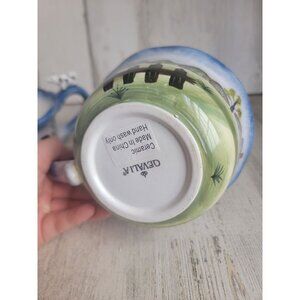 GEVALIA
Hand wash only
Made In China
Ceramic